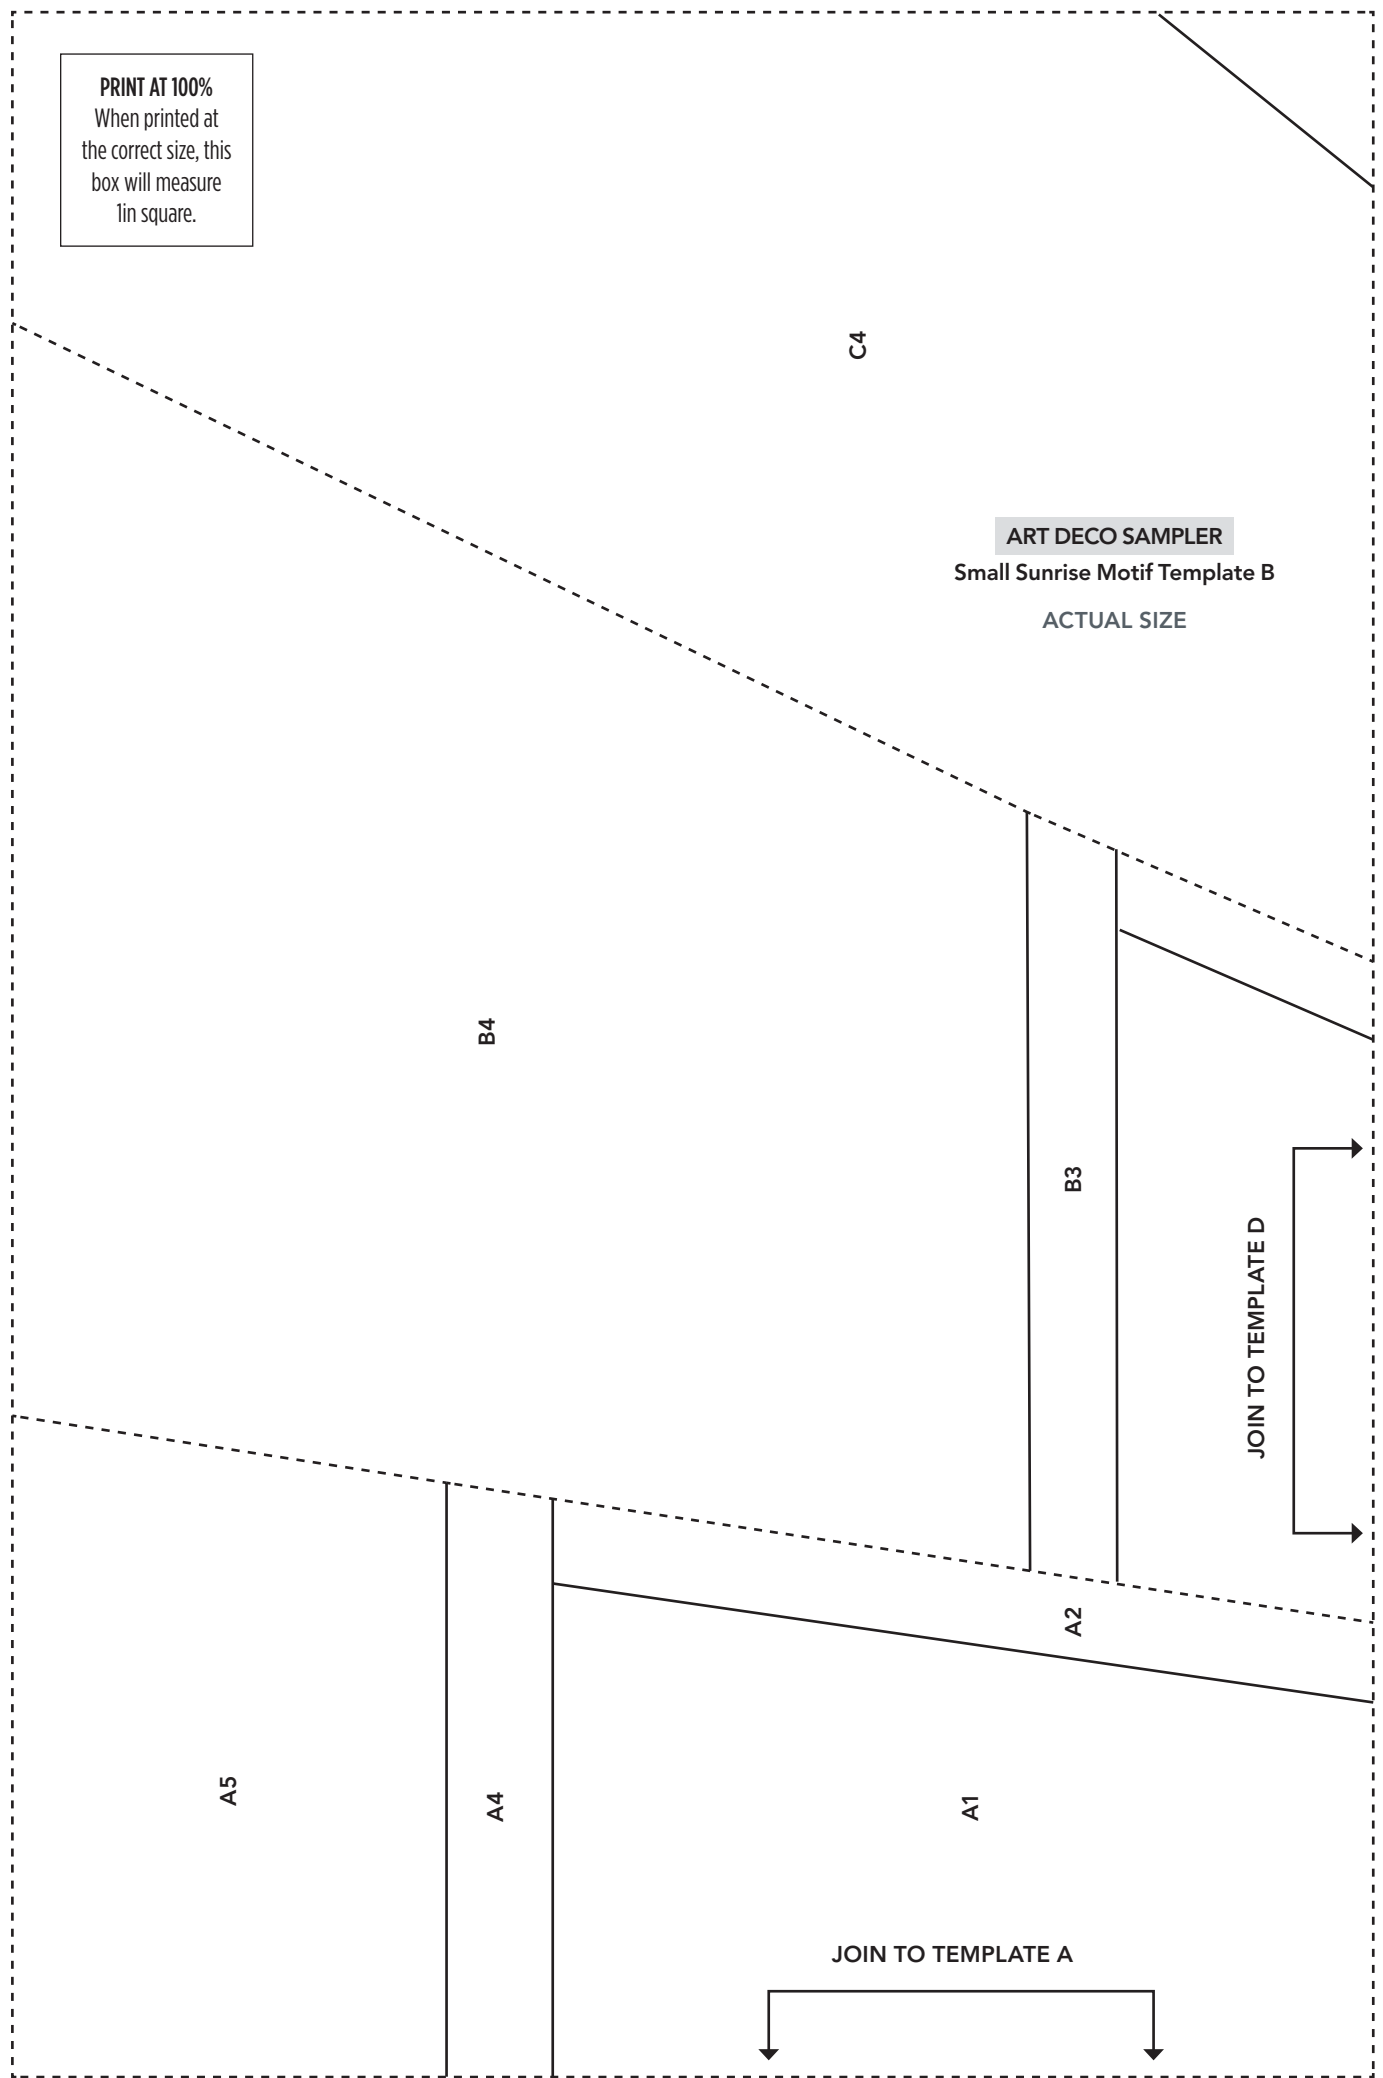 PRINT AT 100%
When printed at
the correct size, this
box will measure
1in square.
C4
ART DECO SAMPLER
Small Sunrise Motif Template B
ACTUAL SIZE
B4
B3
JOIN TO TEMPLATE D
A2
A5
A4
A1
JOIN TO TEMPLATE A